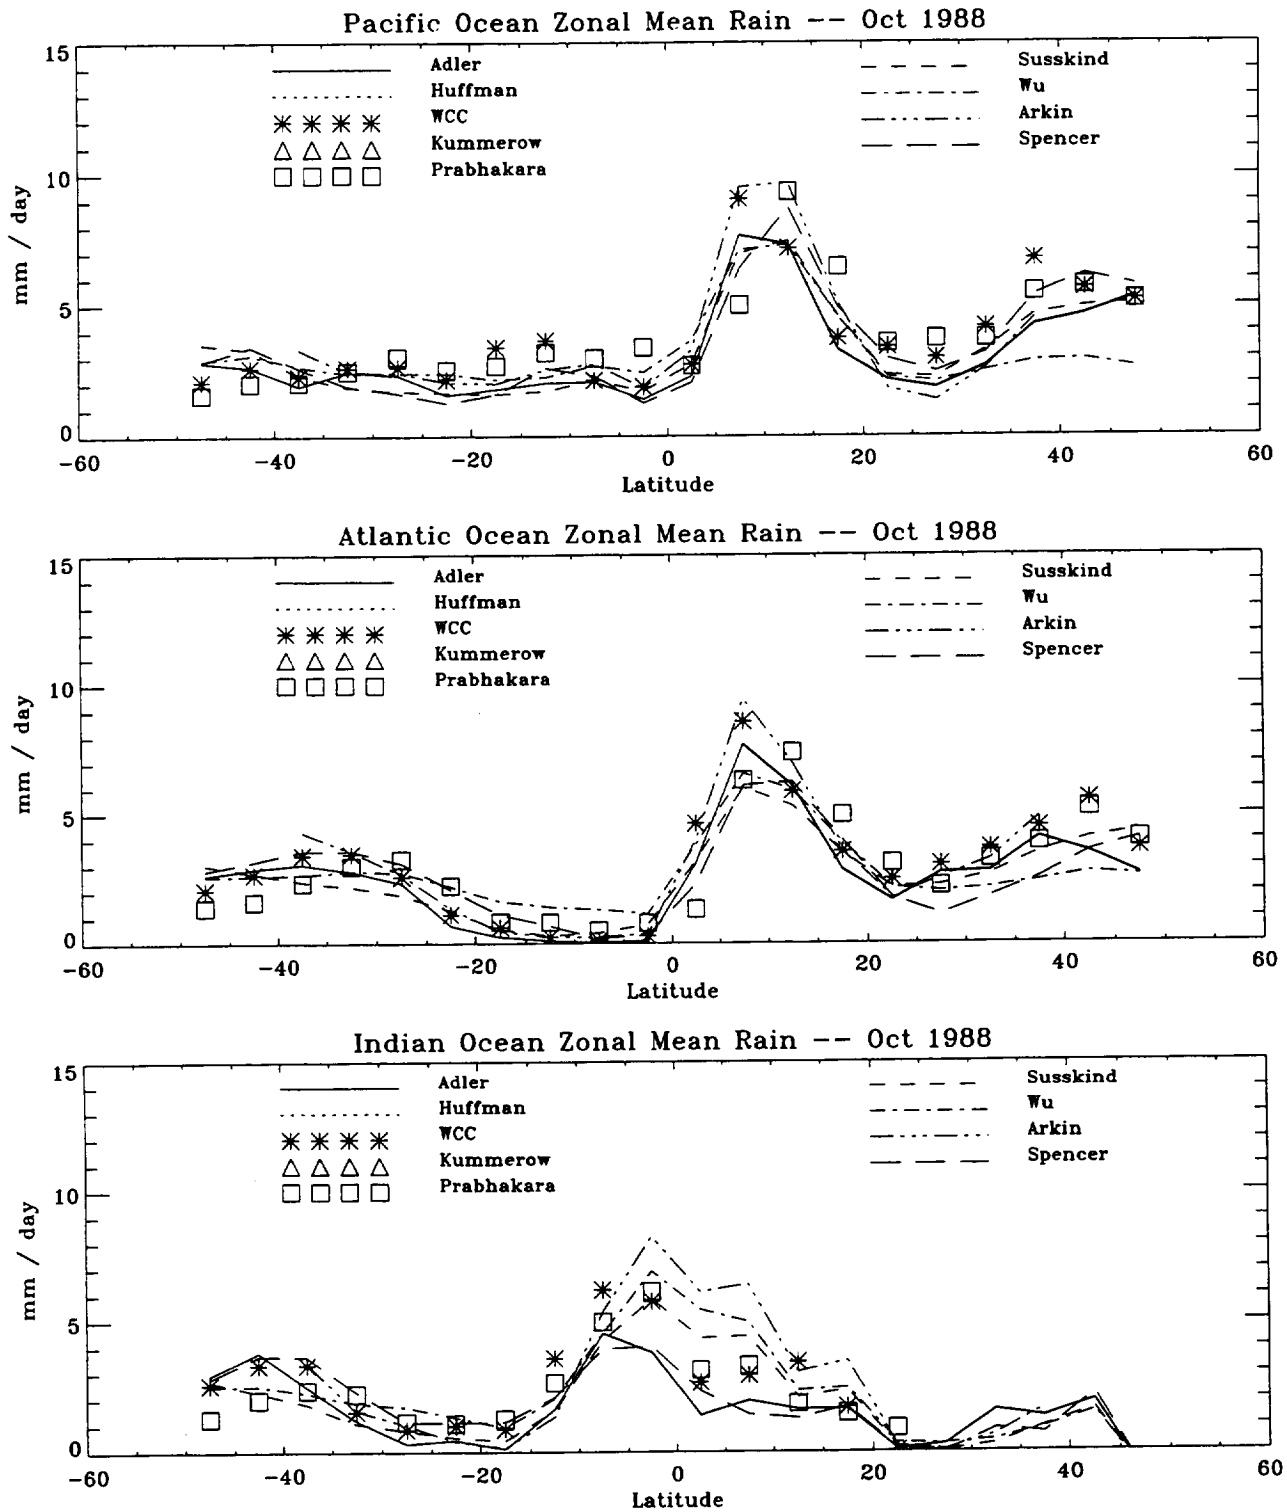 Pacific Ocean Zonal Mean Rain -- Oct 1988
15
10
5
0
mm / day
Adler
Huffman
WCC
Kummerow
Prabhakara
Susskind
Wu
Arkin
Spencer
-60 -40 -20 0 20 40 60
Latitude
Atlantic Ocean Zonal Mean Rain -- Oct 1988
15
10
5
0
mm / day
Adler
Huffman
WCC
Kummerow
Prabhakara
Susskind
Wu
Arkin
Spencer
-60 -40 -20 0 20 40 60
Latitude
Indian Ocean Zonal Mean Rain -- Oct 1988
15
10
5
0
mm / day
Adler
Huffman
WCC
Kummerow
Prabhakara
Susskind
Wu
Arkin
Spencer
-60 -40 -20 0 20 40 60
Latitude